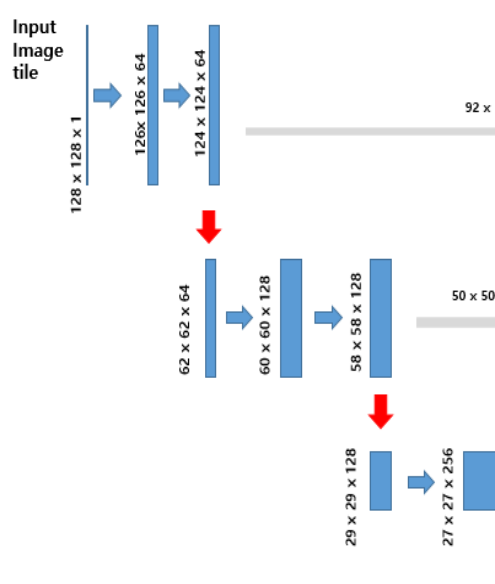 Input
Image
tile
128 x 128 x 1
126x 126 x 64
124 x 124 x 64
92 x
62 x 62 x 64
60 x 60 x 128
58 x 58 x 128
50 x 50
29 x 29 x 128
27 x 27 x 256